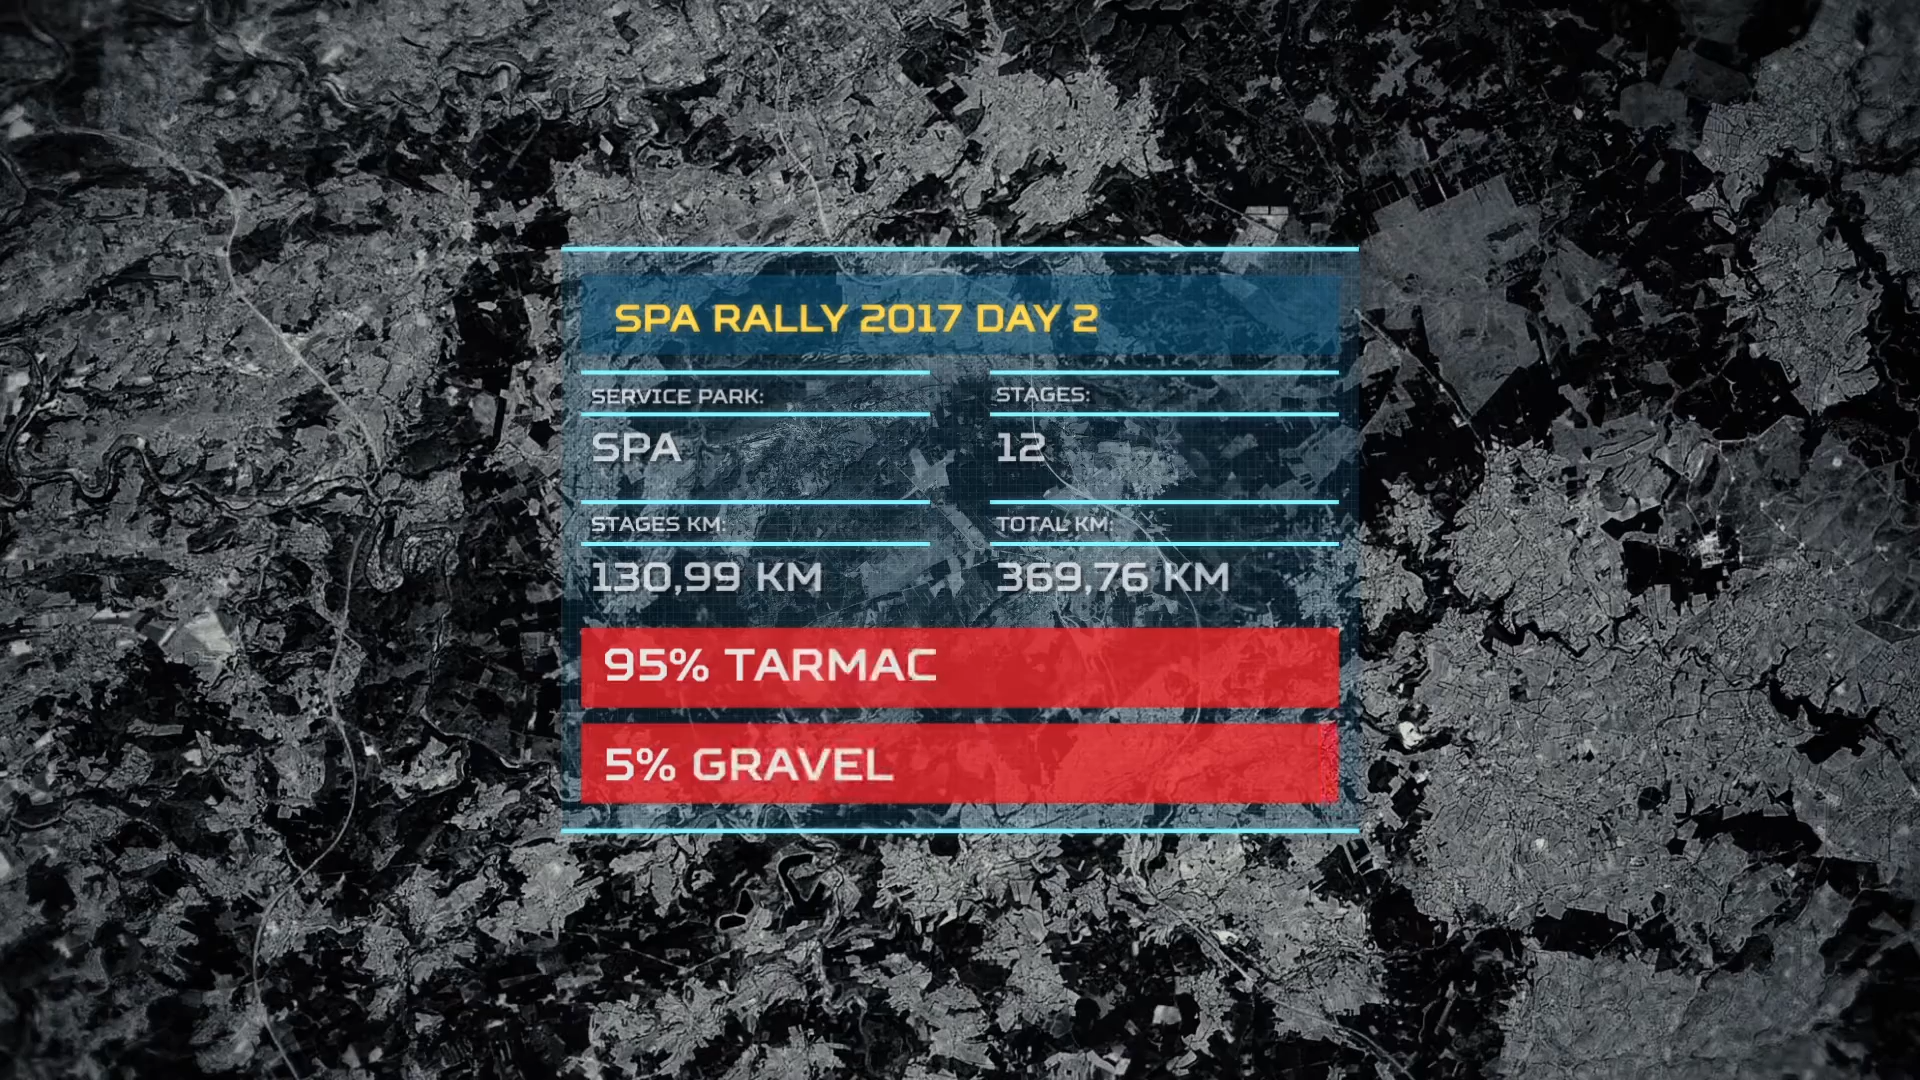 SPA RALLY 2017 DAY 2
SERVICE PARK:
SPA
STAGES:
12
STAGES KM:
130,99 KM
TOTAL KM:
369,76 KM
95% TARMAC
5% GRAVEL